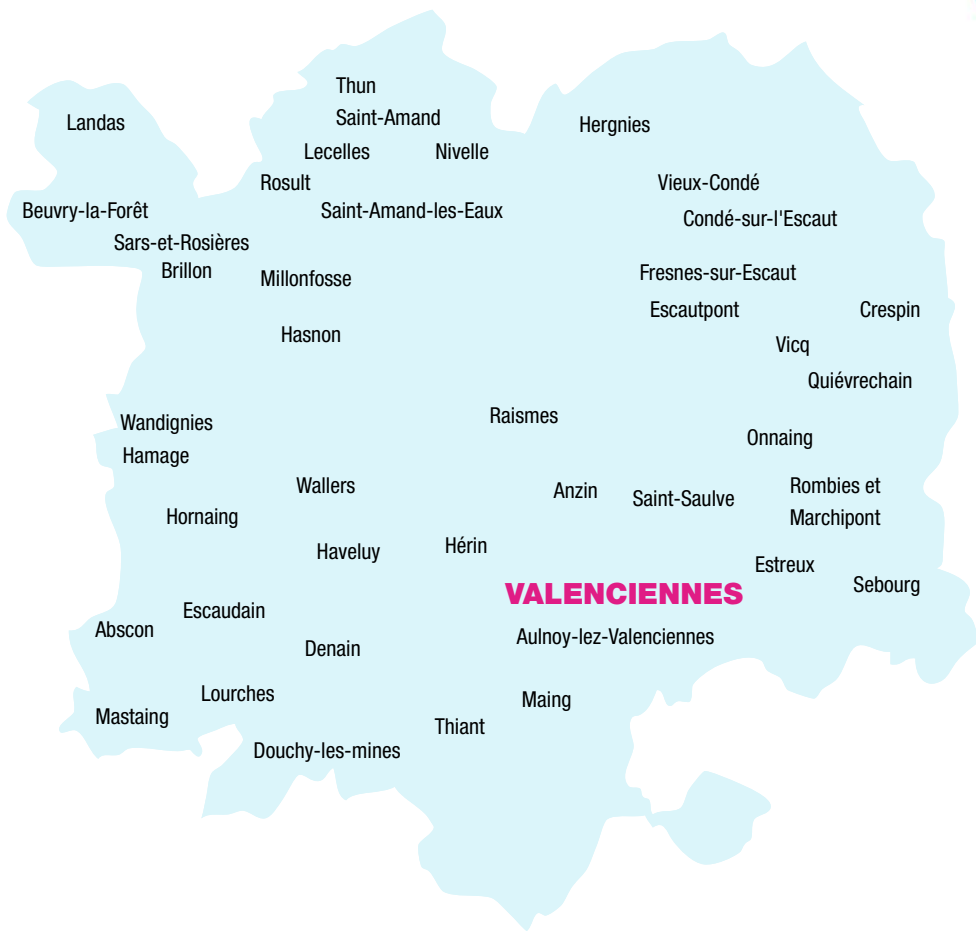 Thun
Saint-Amand
Landas
Hergnies
Lecelles
Nivelle
Rosult
Vieux-Condé
Beuvry-la-Forêt
Saint-Amand-les-Eaux
Condé-sur-l'Escaut
Sars-et-Rosières
Brillon
Millonfosse
Fresnes-sur-Escaut
Escautpont
Crespin
Hasnon
Vicq
Quiévrechain
Raismes
Wandignies
Hamage
Onnaing
Wallers
Anzin
Saint-Saulve
Rombies et
Marchipont
Hornaing
Haveluy
Hérin
Estreux
Sebourg
VALENCIENNES
Escaudain
Abscon
Aulnoy-lez-Valenciennes
Denain
Lourches
Maing
Mastaing
Thiant
Douchy-les-mines